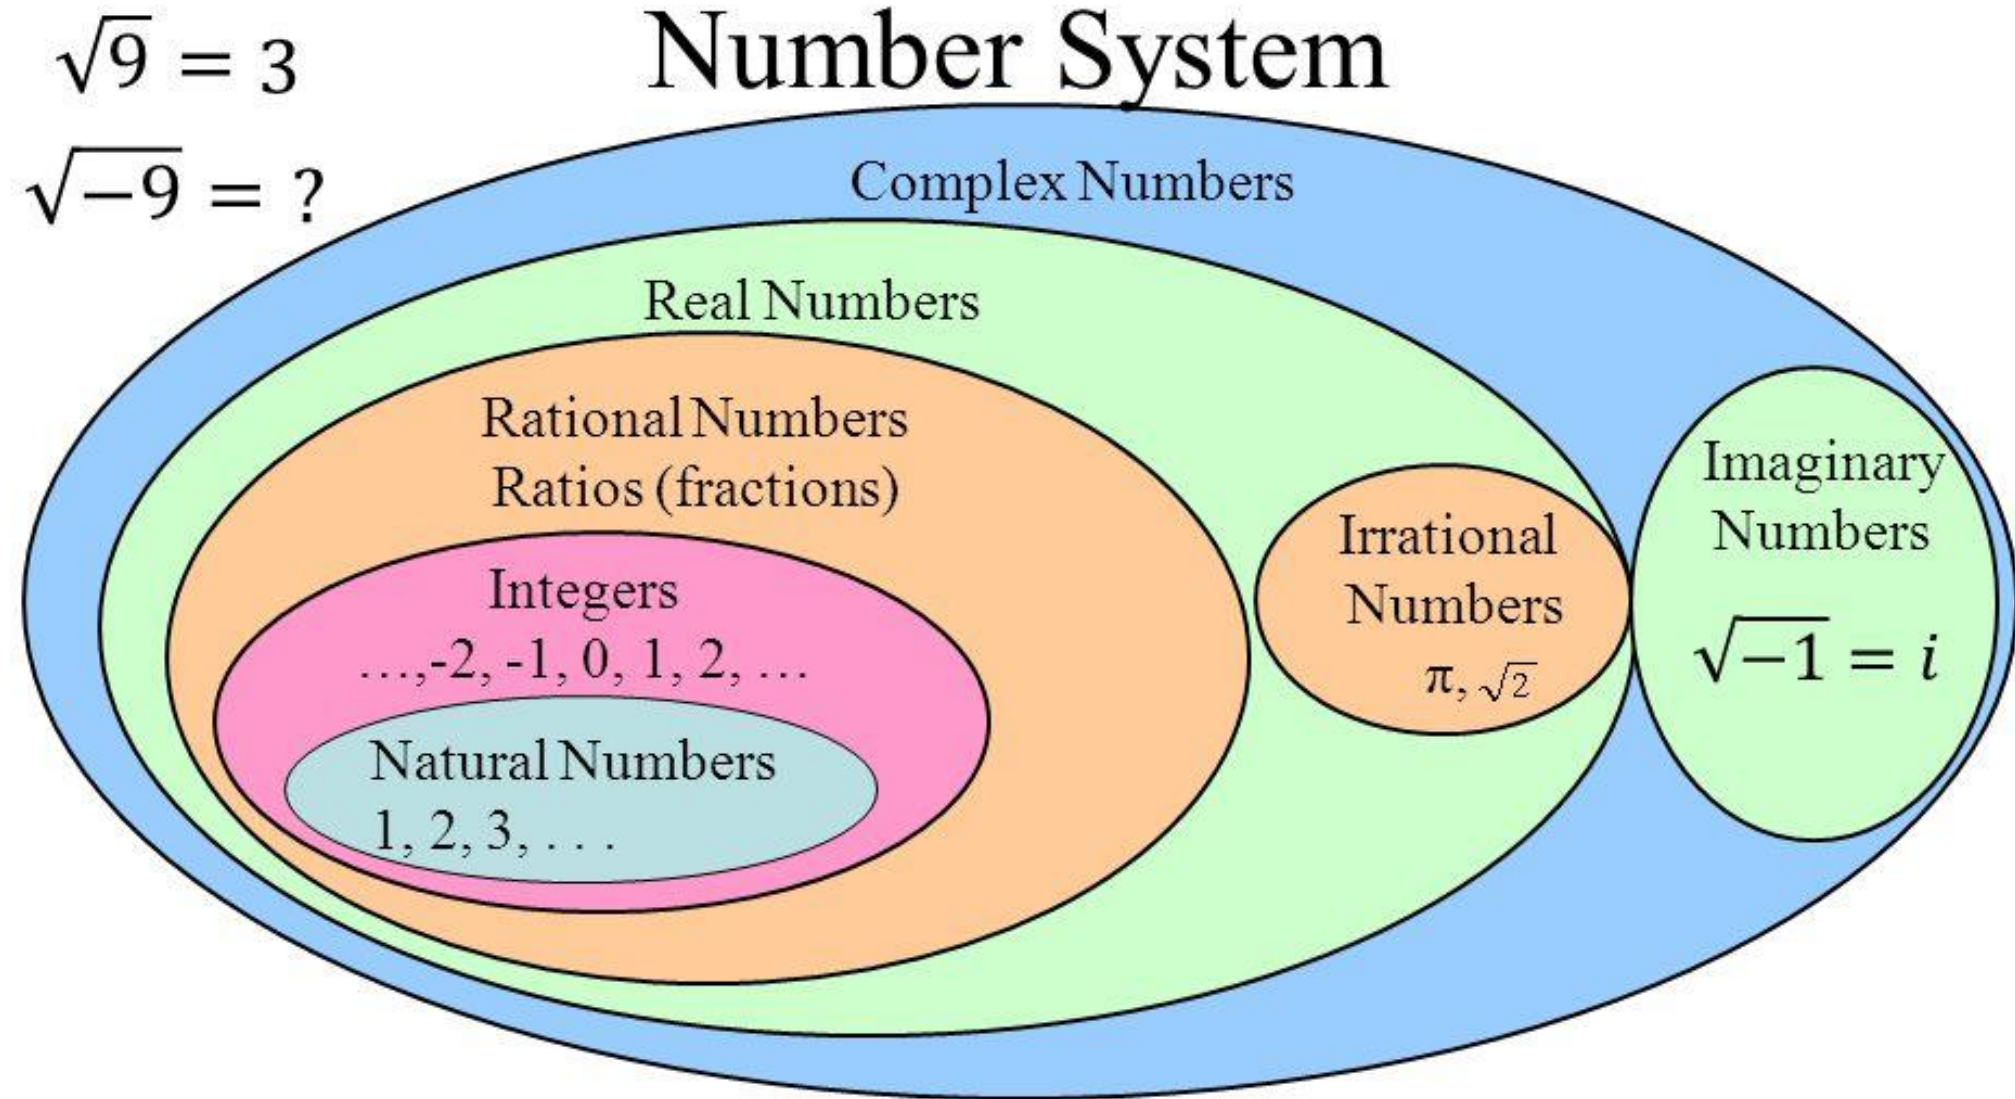 √9 = 3
Number System
√−9 = ?
Complex Numbers
Real Numbers
Rational Numbers
Ratios (fractions)
Integers
...,-2, -1, 0, 1, 2, ...
Natural Numbers
1, 2, 3, . . .
Irrational
Numbers
π, √2
Imaginary
Numbers
√−1 = i